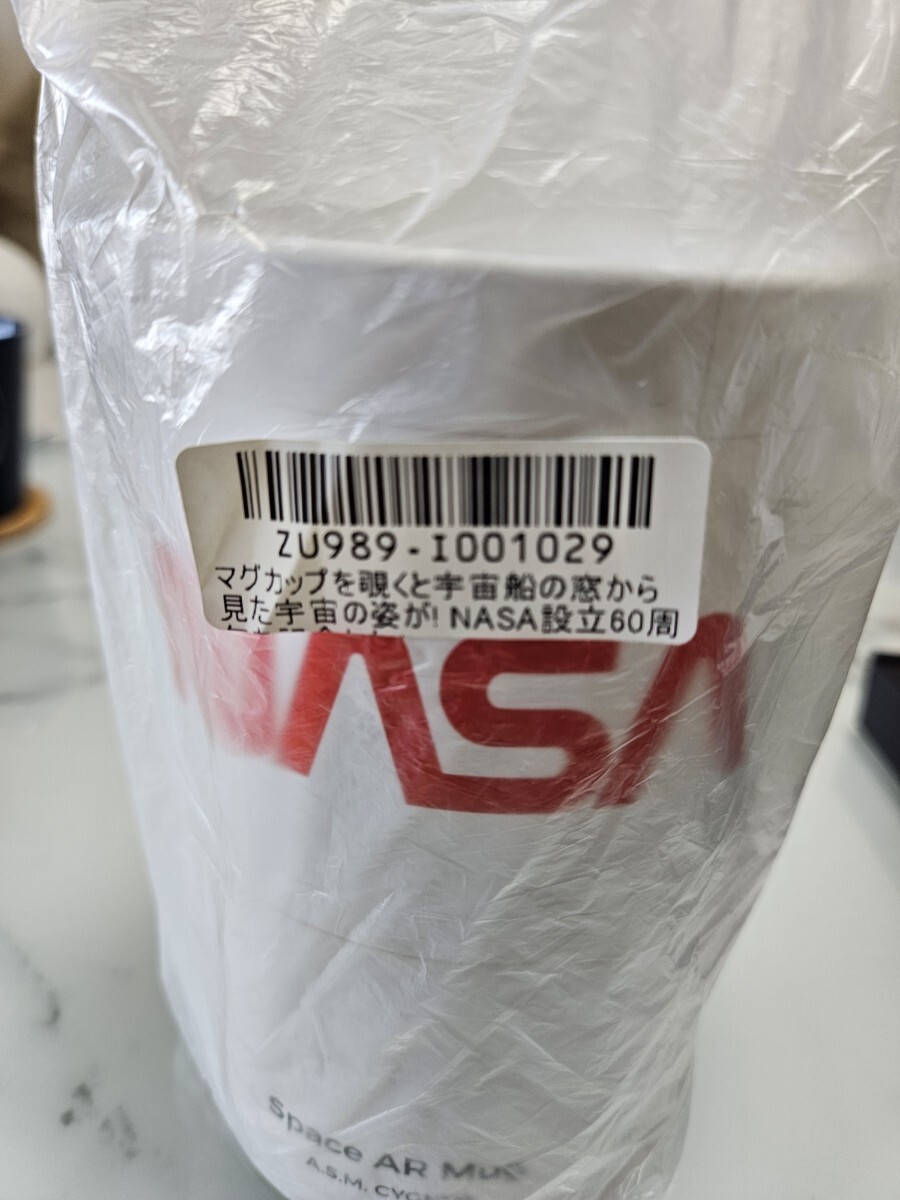 ZU989-I001029
マグカップを覗くと宇宙船の窓から
見た宇宙の姿が! NASA設立60周
NASA
Space AR Mug
A.S.M.